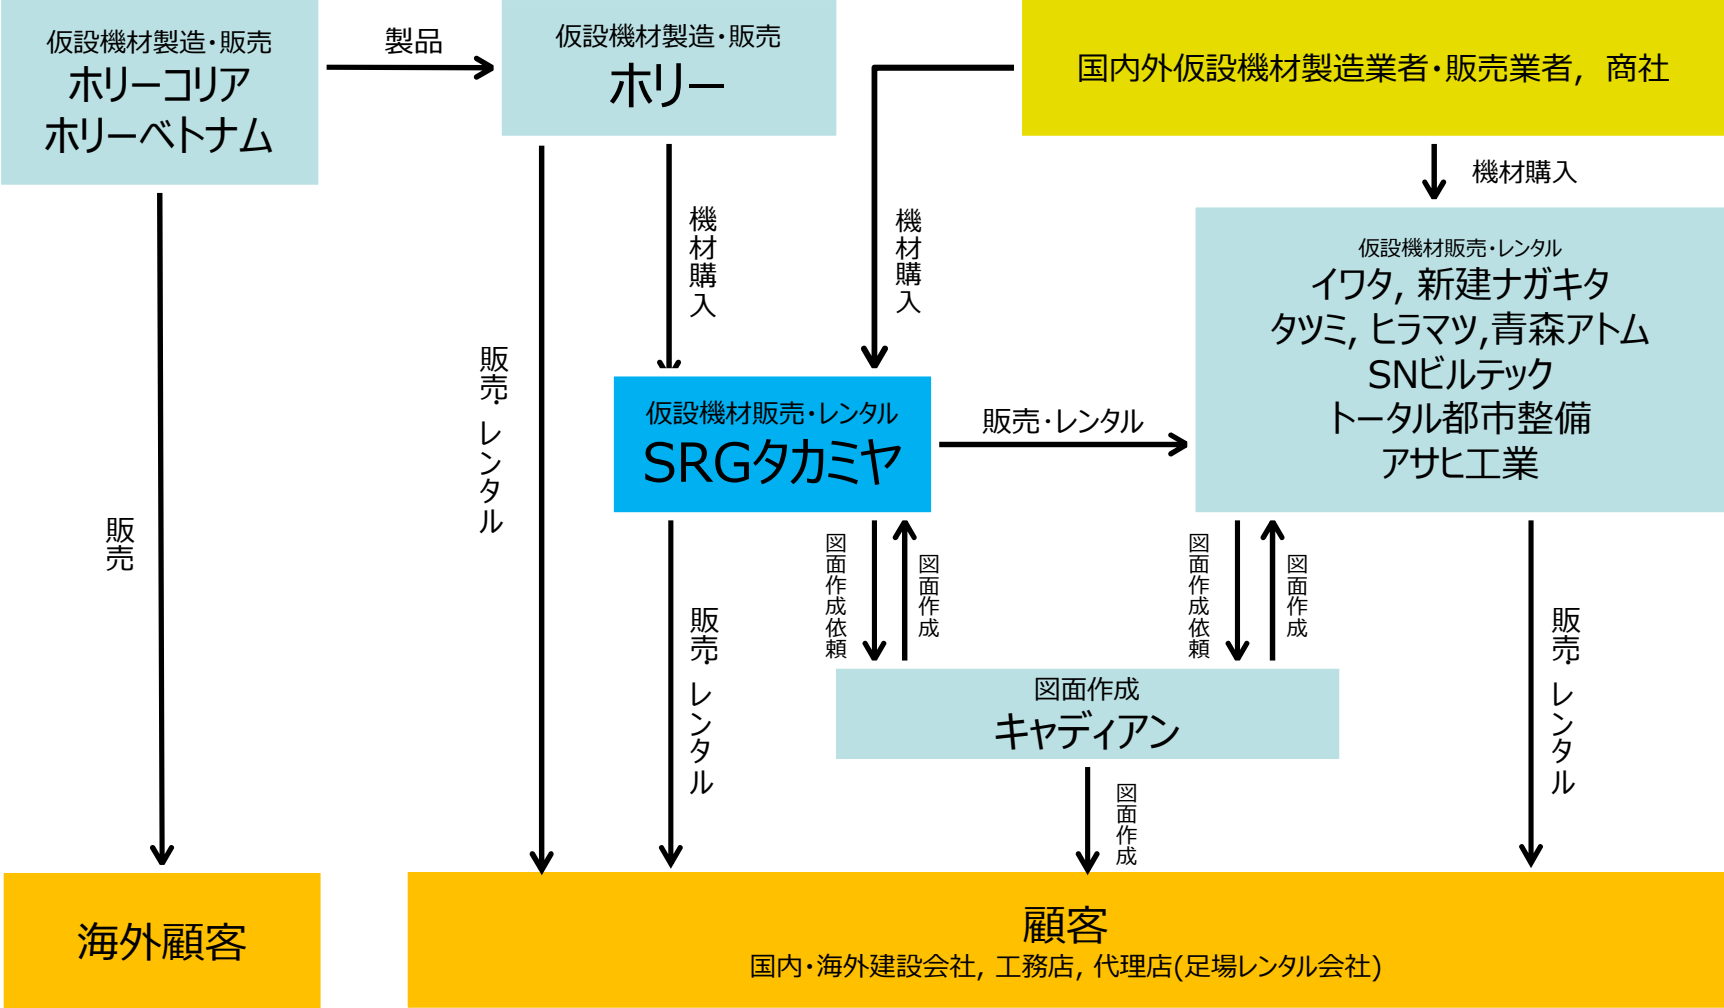 仮設機材製造・販売
ホリーコリア
ホリーベトナム
製品
仮設機材製造・販売
ホリー
国内外仮設機材製造業者・販売業者, 商社
機材購入
機材購入
機材購入
仮設機材販売・レンタル
イワタ, 新建ナガキタ
タツミ, ヒラマツ,青森アトム
SNビルテック
トータル都市整備
アサヒ工業
販売・レンタル
仮設機材販売・レンタル
SRGタカミヤ
販売・レンタル
販売
図面作成依頼
図面作成
図面作成依頼
図面作成
販売・レンタル
販売・レンタル
図面作成
キャディアン
図面作成
海外顧客
顧客
国内・海外建設会社, 工務店, 代理店(足場レンタル会社)